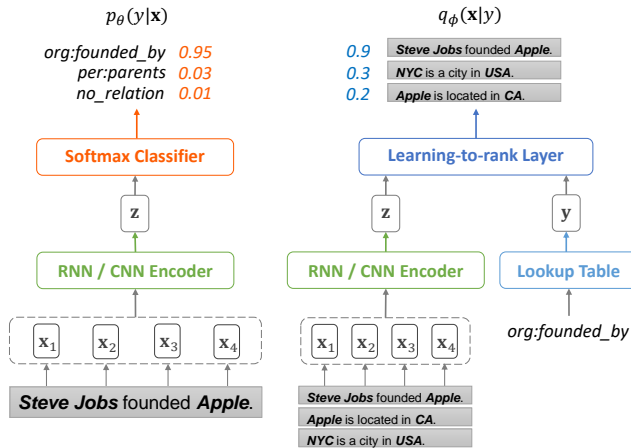 p_θ(y|x)
org:founded_by 0.95
per:parents 0.03
no_relation 0.01
Softmax Classifier
z
RNN / CNN Encoder
x₁ x₂ x₃ x₄
Steve Jobs founded Apple.
q_ϕ(x|y)
0.9 Steve Jobs founded Apple.
0.3 NYC is a city in USA.
0.2 Apple is located in CA.
Learning-to-rank Layer
z y
RNN / CNN Encoder Lookup Table
x₁ x₂ x₃ x₄ org:founded_by
Steve Jobs founded Apple.
Apple is located in CA.
NYC is a city in USA.